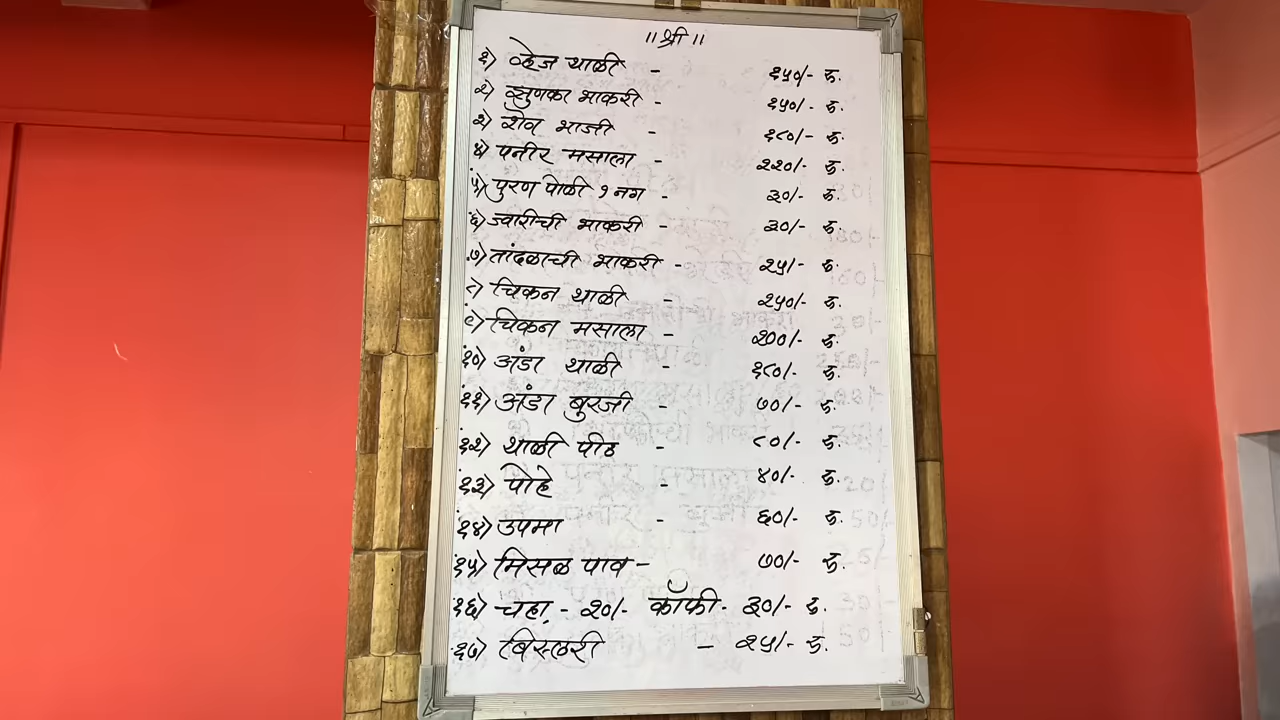 ॥ श्री ॥
१) व्हेज थाळी - १५०/- रु.
२) झुणका भाकरी - १५०/- रु.
३) शेव भाजी - १८०/- रु.
४) पनीर मसाला - २२०/- रु.
५) पुरण पोळी १ नग - ३०/- रु.
६) ज्वारीची भाकरी - ३०/- रु.
७) तांदळाची भाकरी - २५/- रु.
८) चिकन थाळी - २५०/- रु.
९) चिकन मसाला - २००/- रु.
१०) अंडा थाळी - १८०/- रु.
११) अंडा बुरजी - ७०/- रु.
१२) थाळी पीठ - ८०/- रु.
१३) पोहे - ४०/- रु.
१४) उपमा - ६०/- रु.
१५) मिसळ पाव - ७०/- रु.
१६) चहा - २०/- कॉफी - ३०/- रु.
१७) बिस्लरी - २५/- रु.